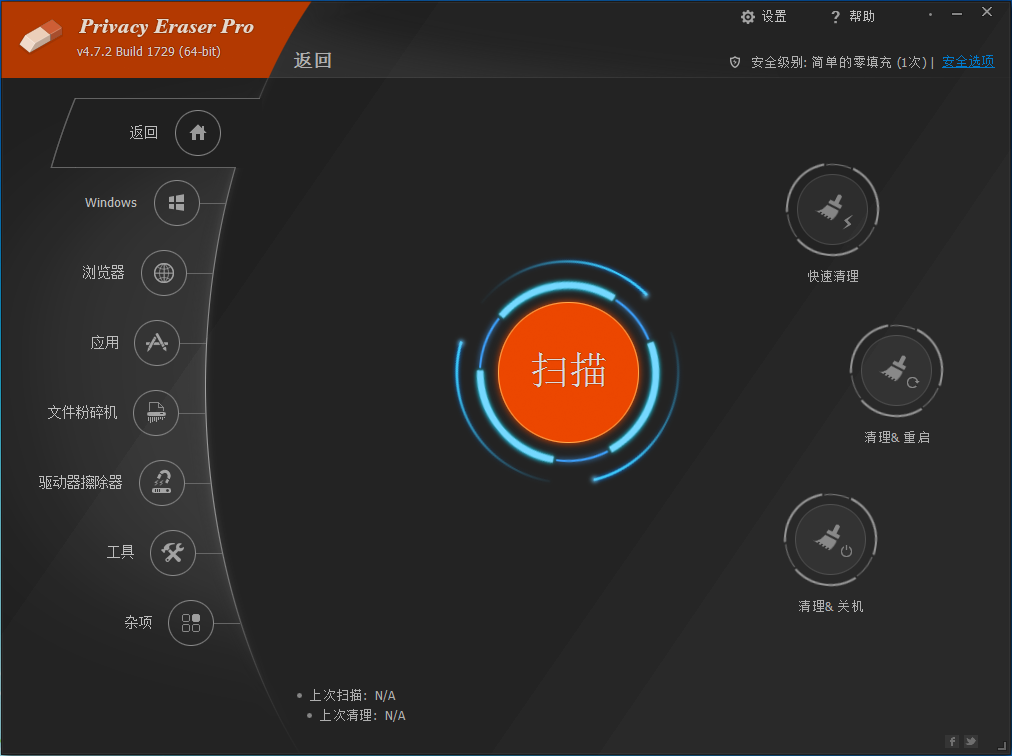 Privacy Eraser Pro
v4.7.2 Build 1729 (64-bit)
设置
? 帮助
返回
安全级别: 简单的零填充 (1次) | 安全选项
返回
Windows
浏览器
应用
文件粉碎机
驱动器擦除器
工具
杂项
扫描
快速清理
清理& 重启
清理& 关机
上次扫描: N/A
上次清理: N/A